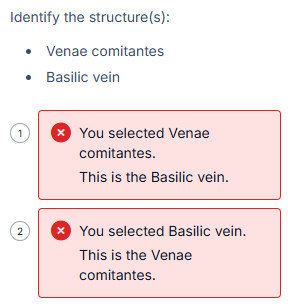 Identify the structure(s):
Venae comitantes
Basilic vein
1
You selected Venae
comitantes.
This is the Basilic vein.
2
You selected Basilic vein.
This is the Venae
comitantes.